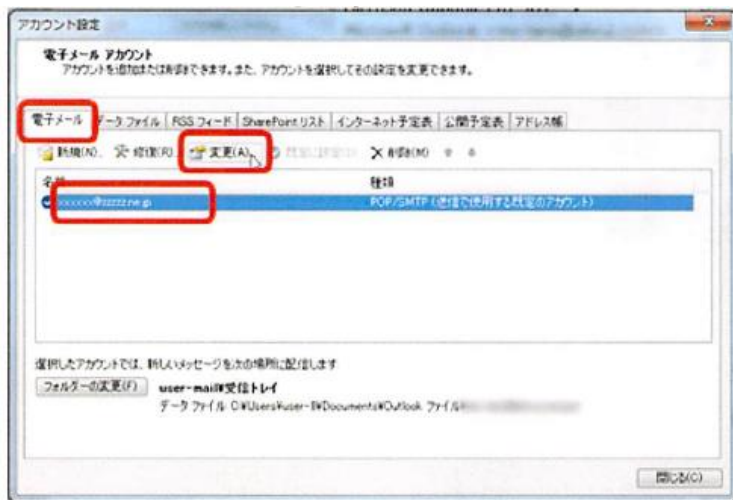 アカウント設定
電子メール アカウント
アカウントを追加または削除できます。また、アカウントを選択してその設定を変更できます。
電子メール データ ファイル RSS フィード SharePoint リスト インターネット予定表 公開予定表 アドレス帳
新規(N)... 修復(R)... 変更(A)... 既定に設定(D) 削除(M)
名前 種類
xxxxxx@zzzzz.ne.jp POP/SMTP (送信で使用する既定のアカウント)
選択したアカウントでは、新しいメッセージを次の場所に配信します
フォルダーの変更(F) user-mail¥受信トレイ
データ ファイル C:¥Users¥user-8¥Documents¥Outlook ファイル¥
閉じる(C)